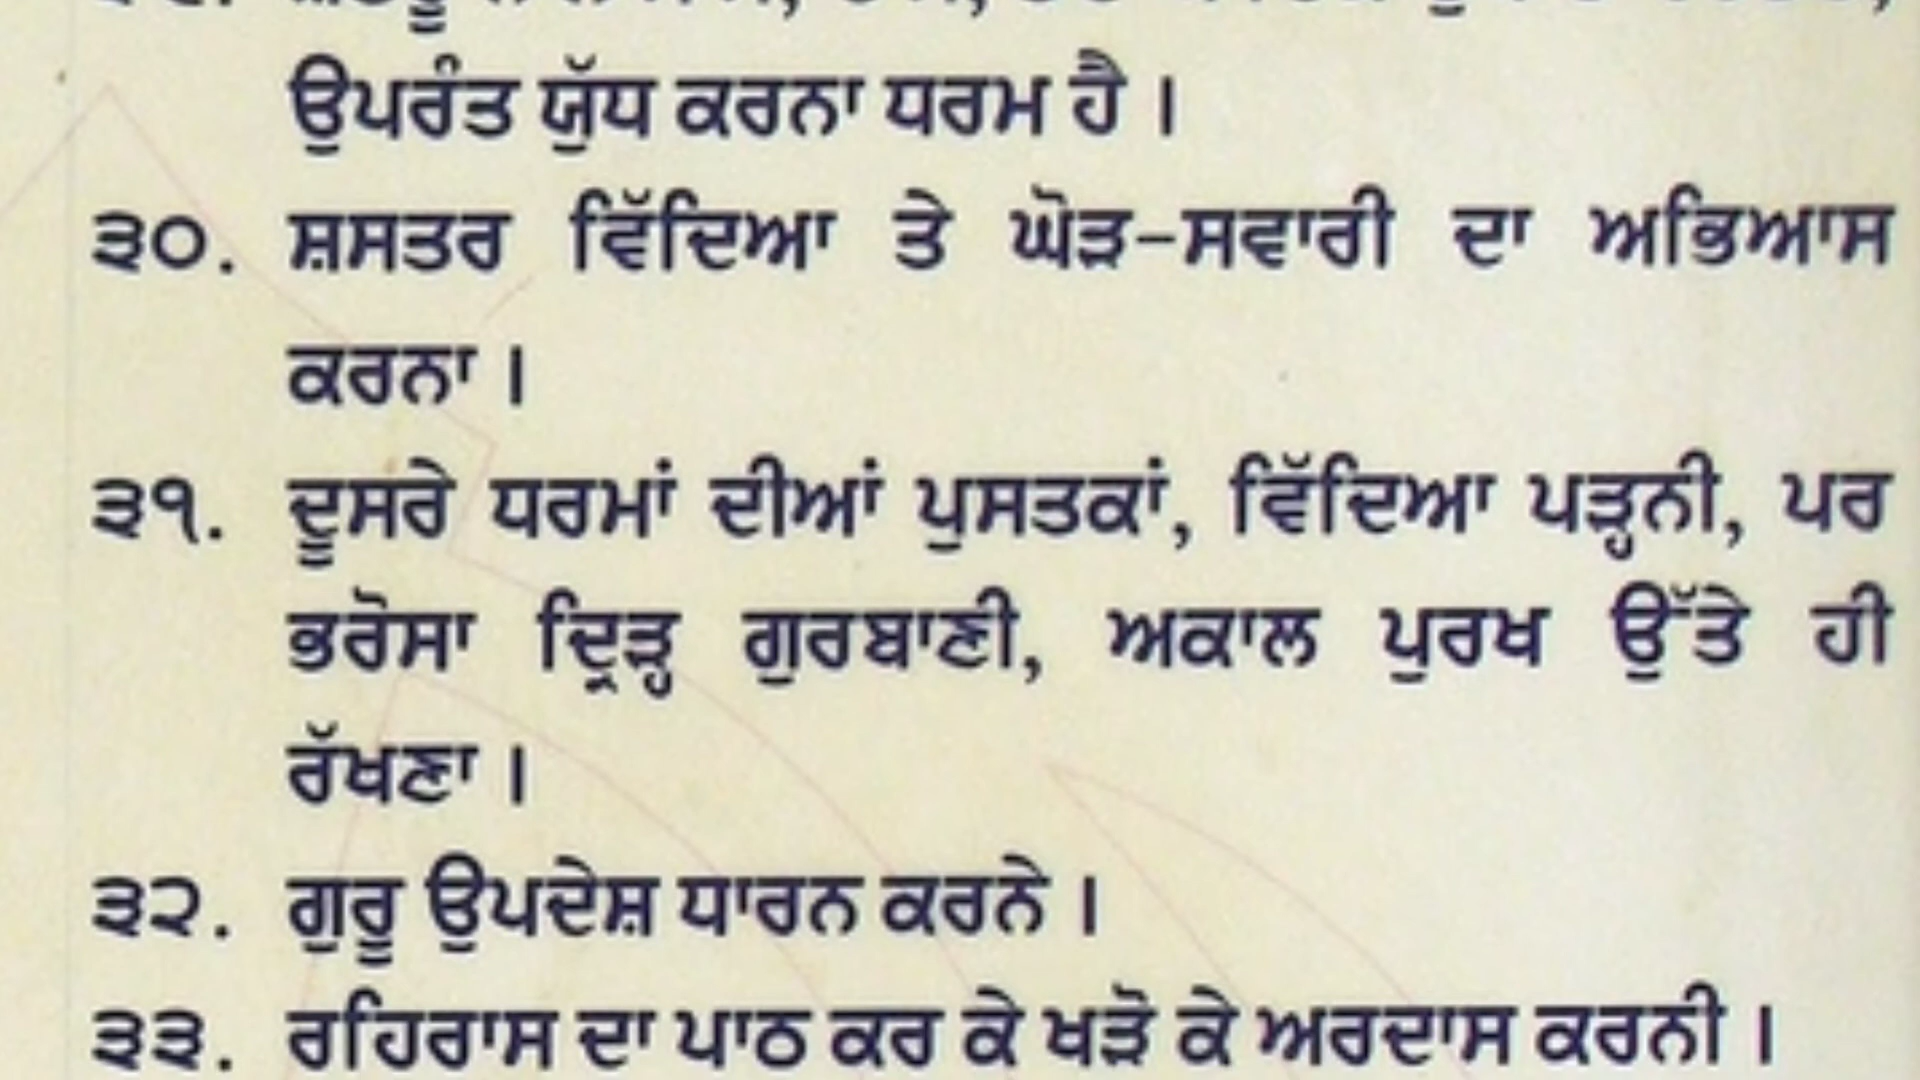 ਉਪਰੰਤ ਯੁੱਧ ਕਰਨਾ ਧਰਮ ਹੈ ।
੩੦. ਸ਼ਸਤਰ ਵਿੱਦਿਆ ਤੇ ਘੋੜ-ਸਵਾਰੀ ਦਾ ਅਭਿਆਸ
ਕਰਨਾ ।
੩੧. ਦੂਸਰੇ ਧਰਮਾਂ ਦੀਆਂ ਪੁਸਤਕਾਂ, ਵਿੱਦਿਆ ਪੜ੍ਹਨੀ, ਪਰ
ਭਰੋਸਾ ਦ੍ਰਿੜ੍ਹ ਗੁਰਬਾਣੀ, ਅਕਾਲ ਪੁਰਖ ਉੱਤੇ ਹੀ
ਰੱਖਣਾ ।
੩੨. ਗੁਰੂ ਉਪਦੇਸ਼ ਧਾਰਨ ਕਰਨੇ ।
੩੩. ਰਹਿਰਾਸ ਦਾ ਪਾਠ ਕਰ ਕੇ ਖੜੋ ਕੇ ਅਰਦਾਸ ਕਰਨੀ ।